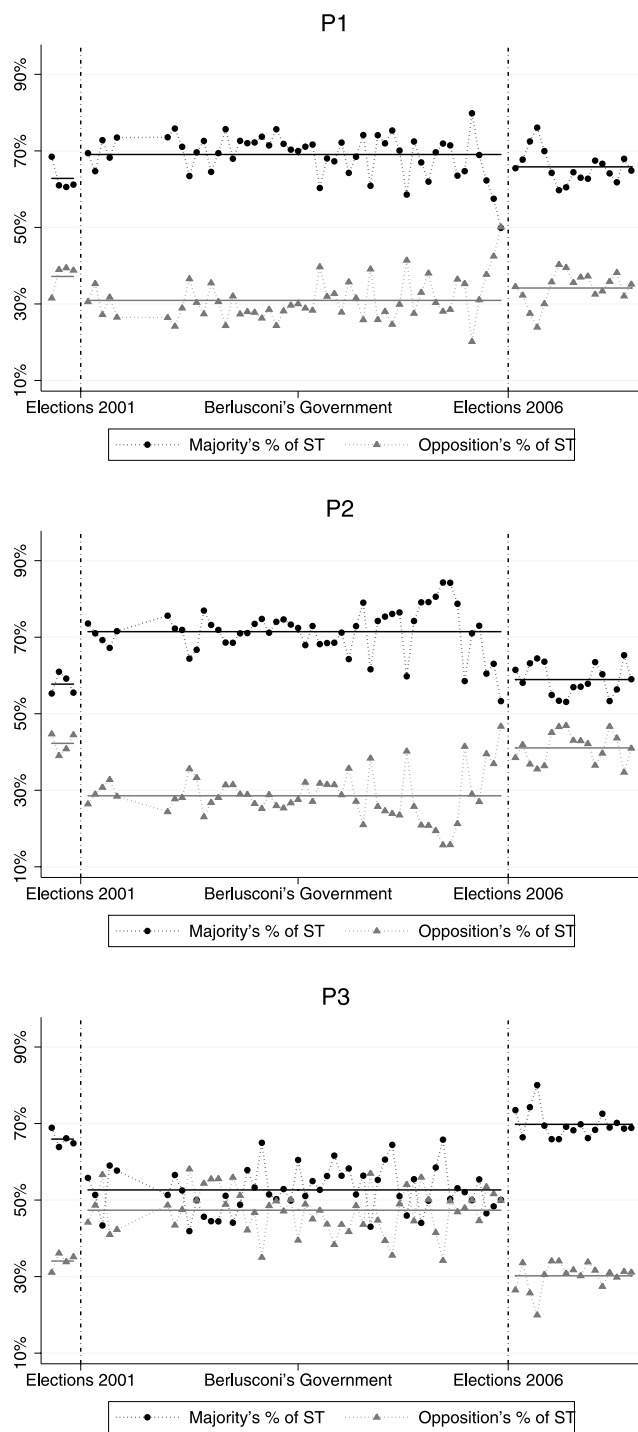 P1
90%
70%
50%
30%
10%
Elections 2001 Berlusconi's Government Elections 2006
Majority's % of ST Opposition's % of ST
P2
90%
70%
50%
30%
10%
Elections 2001 Berlusconi's Government Elections 2006
Majority's % of ST Opposition's % of ST
P3
90%
70%
50%
30%
10%
Elections 2001 Berlusconi's Government Elections 2006
Majority's % of ST Opposition's % of ST